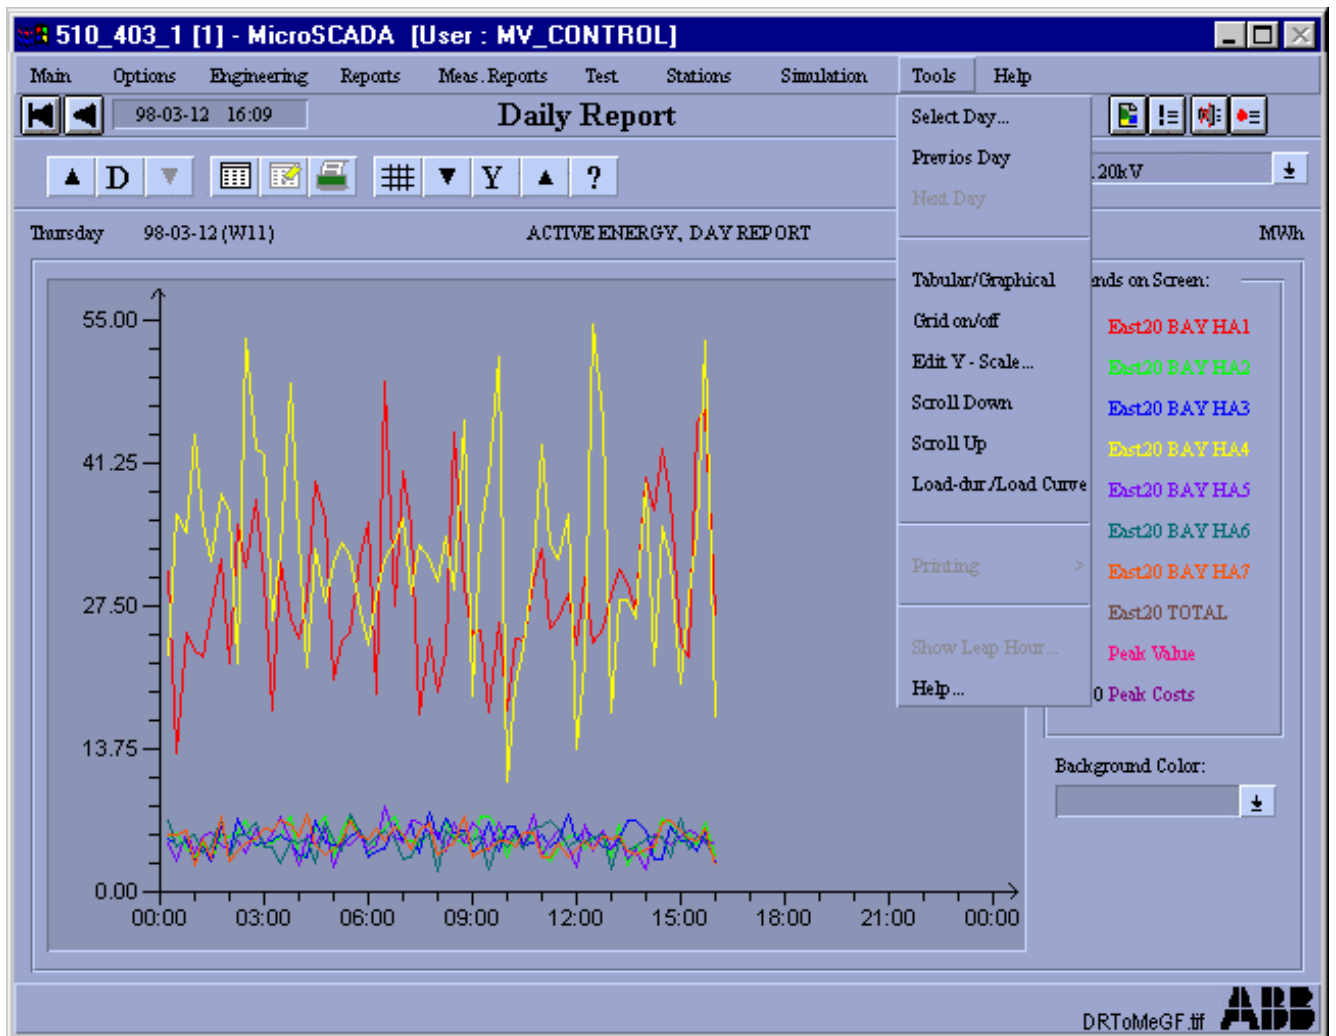 510_403_1 [1] - MicroSCADA [User : MV_CONTROL]
Main Options Engineering Reports Meas. Reports Test Stations Simulation Tools Help
98-03-12 16:09 Daily Report
Select Day...
Previos Day
Next Day
D Y ?
.20kV
Thursday 98-03-12 (W11) ACTIVE ENERGY, DAY REPORT MWh
Tabular/Graphical
Grid on/off
Edit Y - Scale...
Scroll Down
Scroll Up
Load-dur./Load Curve
Printing >
Show Leap Hour...
Help...
nds on Screen:
East20 BAY HA1
East20 BAY HA2
East20 BAY HA3
East20 BAY HA4
East20 BAY HA5
East20 BAY HA6
East20 BAY HA7
East20 TOTAL
Peak Value
0 Peak Costs
Background Color:
55.00
41.25
27.50
13.75
0.00
00:00 03:00 06:00 09:00 12:00 15:00 18:00 21:00 00:00
DRToMeGF.tif ABB